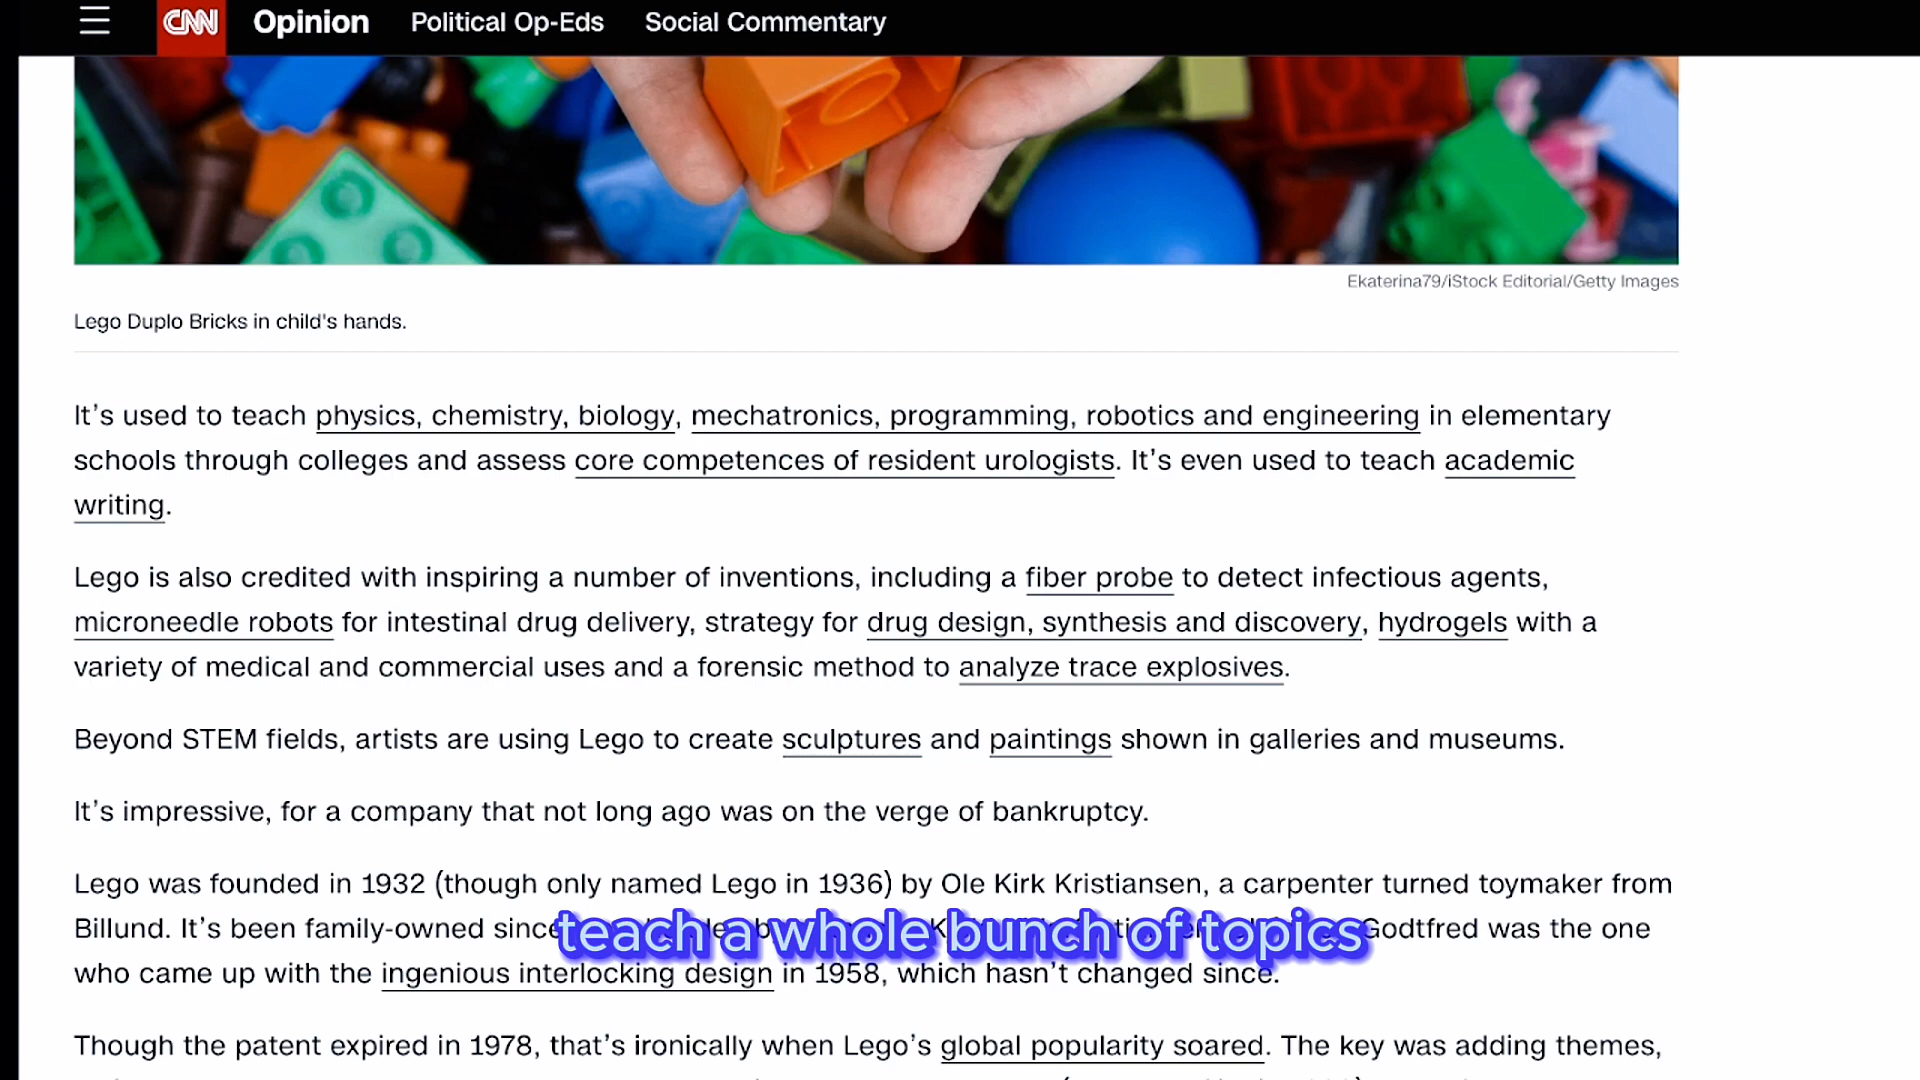 CNN Opinion Political Op-Eds Social Commentary
Ekaterina79/iStock Editorial/Getty Images
Lego Duplo Bricks in child's hands.
It’s used to teach physics, chemistry, biology, mechatronics, programming, robotics and engineering in elementary
schools through colleges and assess core competences of resident urologists. It’s even used to teach academic
writing.
Lego is also credited with inspiring a number of inventions, including a fiber probe to detect infectious agents,
microneedle robots for intestinal drug delivery, strategy for drug design, synthesis and discovery, hydrogels with a
variety of medical and commercial uses and a forensic method to analyze trace explosives.
Beyond STEM fields, artists are using Lego to create sculptures and paintings shown in galleries and museums.
It’s impressive, for a company that not long ago was on the verge of bankruptcy.
Lego was founded in 1932 (though only named Lego in 1936) by Ole Kirk Kristiansen, a carpenter turned toymaker from
Billund. It’s been family-owned since Godtfred was the one
teach a whole bunch of topics
who came up with the ingenious interlocking design in 1958, which hasn’t changed since.
Though the patent expired in 1978, that’s ironically when Lego’s global popularity soared. The key was adding themes,